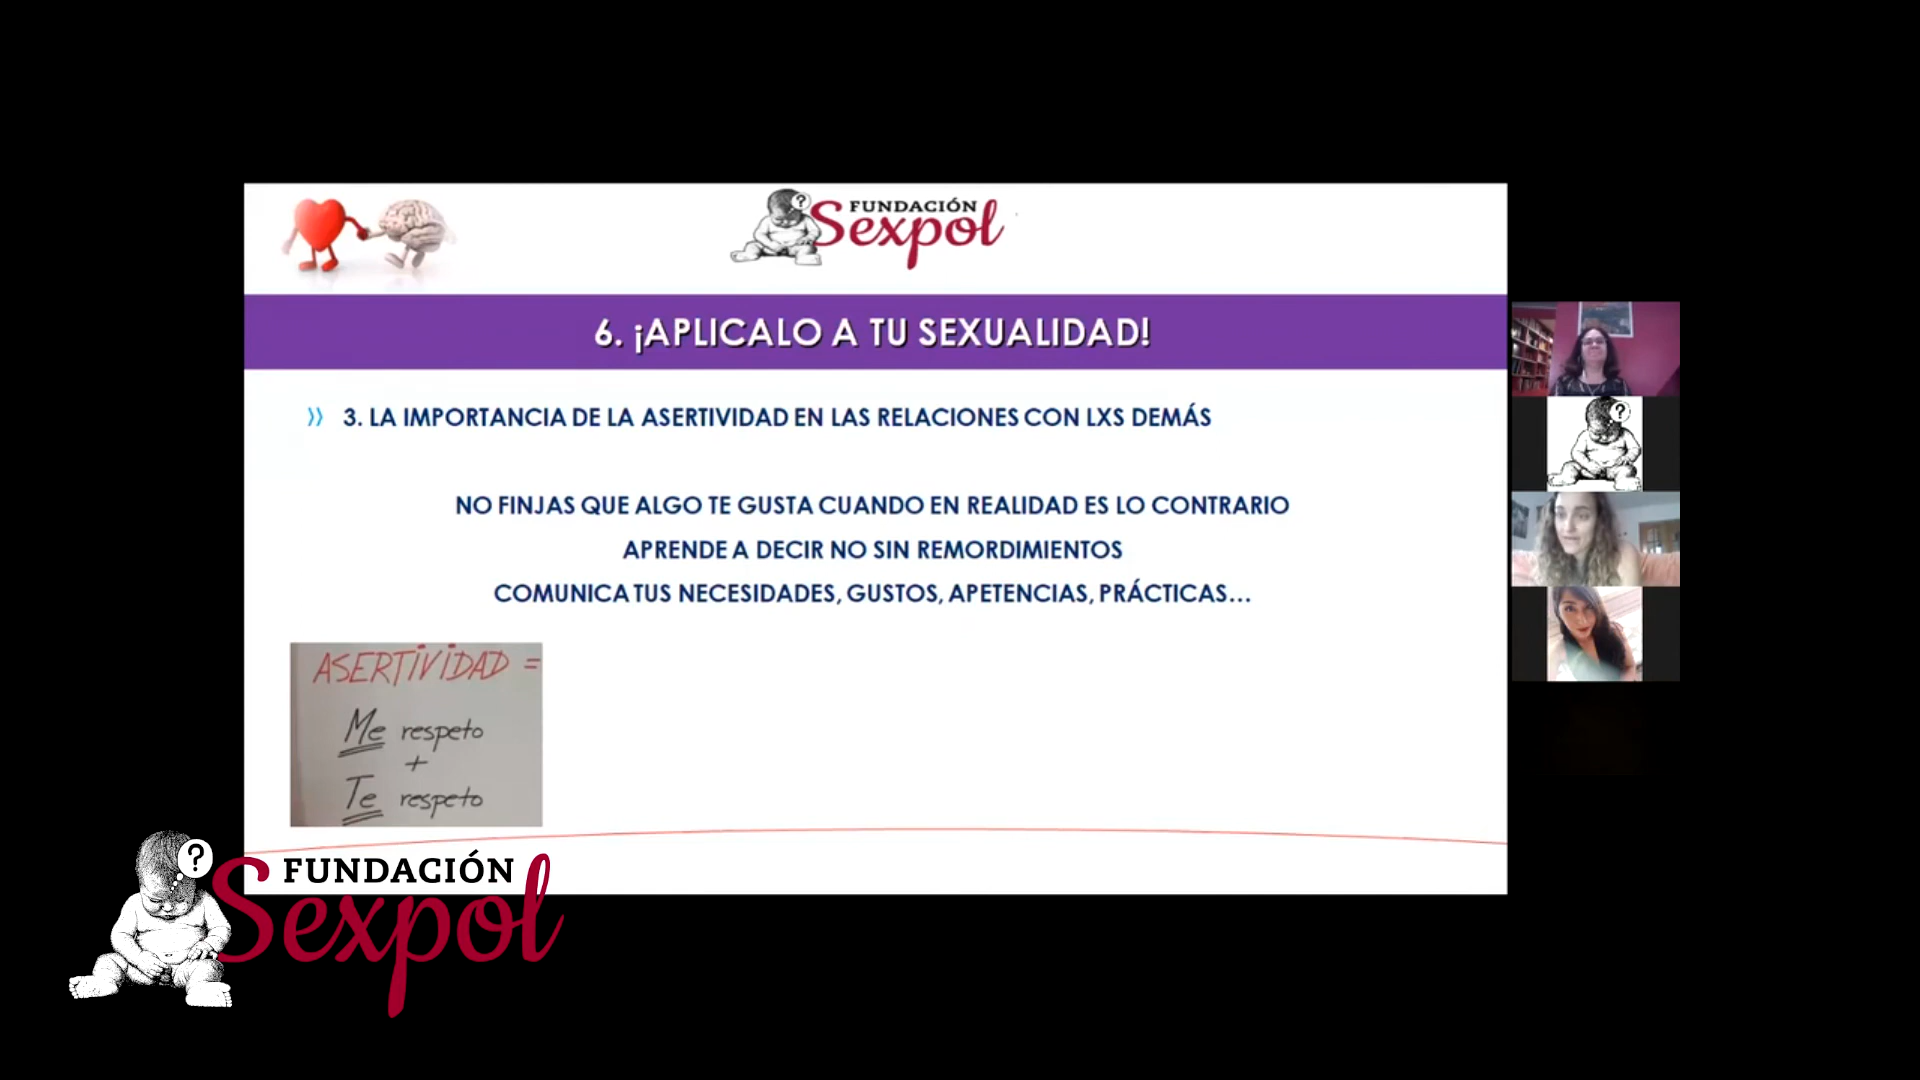 ?
FUNDACIÓN
Sexpol
6. ¡APLICALO A TU SEXUALIDAD!
3. LA IMPORTANCIA DE LA ASERTIVIDAD EN LAS RELACIONES CON LXS DEMÁS
NO FINJAS QUE ALGO TE GUSTA CUANDO EN REALIDAD ES LO CONTRARIO
APRENDE A DECIR NO SIN REMORDIMIENTOS
COMUNICA TUS NECESIDADES, GUSTOS, APETENCIAS, PRÁCTICAS...
ASERTIVIDAD =
Me respeto
+
Te respeto
?
?
FUNDACIÓN
Sexpol